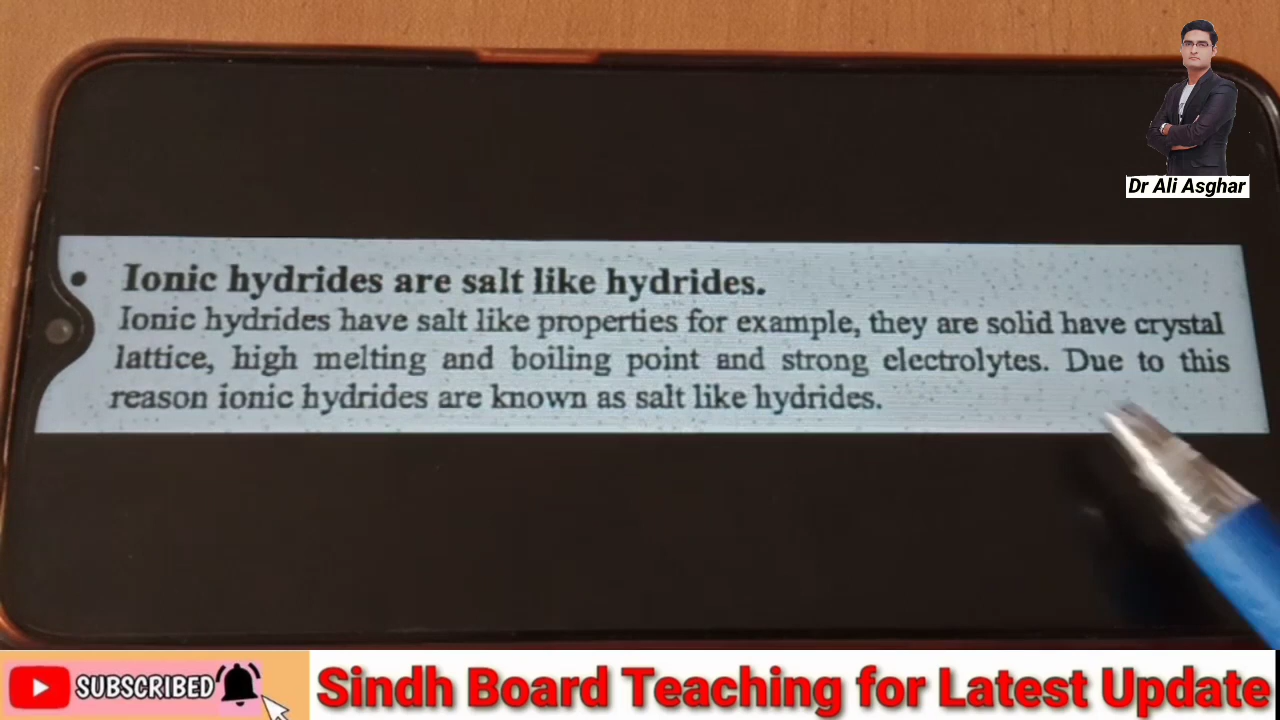 Dr Ali Asghar
• Ionic hydrides are salt like hydrides.
Ionic hydrides have salt like properties for example, they are solid have crystal
lattice, high melting and boiling point and strong electrolytes. Due to this
reason ionic hydrides are known as salt like hydrides.
SUBSCRIBED
Sindh Board Teaching for Latest Update